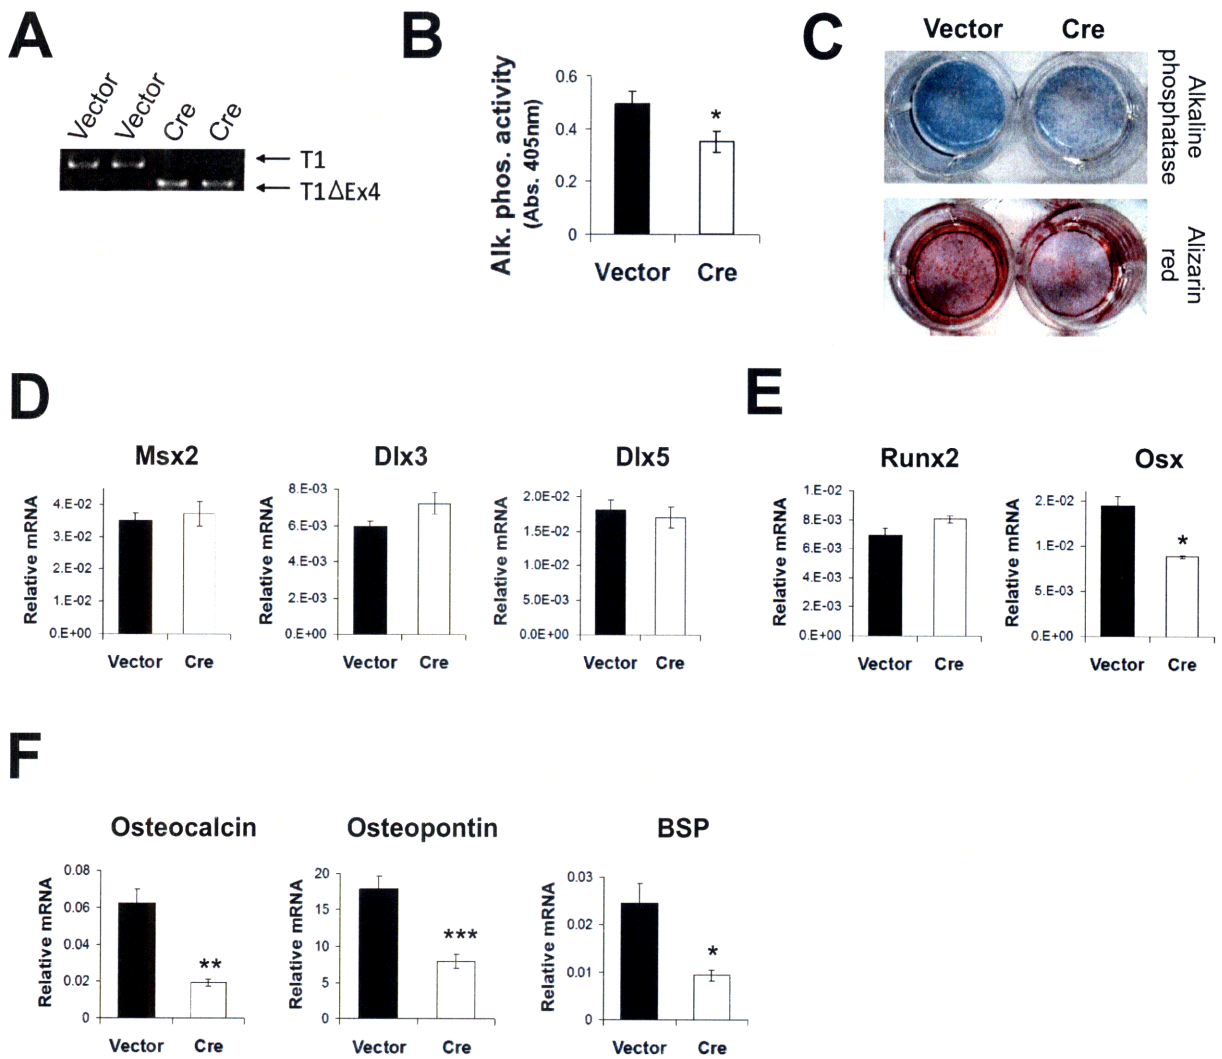 A
Vector
Vector
Cre
Cre
T1
T1ΔEx4
B
Alk. phos. activity
(Abs. 405nm)
0.6
0.4
0.2
0
*
Vector
Cre
C
Vector
Cre
Alkaline
phosphatase
Alizarin
red
D
Msx2
Relative mRNA
4.E-02
3.E-02
2.E-02
1.E-02
0.E+00
Vector
Cre
Dlx3
Relative mRNA
8.E-03
6.E-03
4.E-03
2.E-03
0.E+00
Vector
Cre
Dlx5
Relative mRNA
2.0E-02
1.5E-02
1.0E-02
5.0E-03
0.0E+00
Vector
Cre
E
Runx2
Relative mRNA
1.E-02
8.E-03
6.E-03
4.E-03
2.E-03
0.E+00
Vector
Cre
Osx
Relative mRNA
2.E-02
1.E-02
5.E-03
0.E+00
*
Vector
Cre
F
Osteocalcin
Relative mRNA
0.08
0.06
0.04
0.02
0
**
Vector
Cre
Osteopontin
Relative mRNA
20
15
10
5
0
***
Vector
Cre
BSP
Relative mRNA
0.03
0.02
0.01
0
*
Vector
Cre